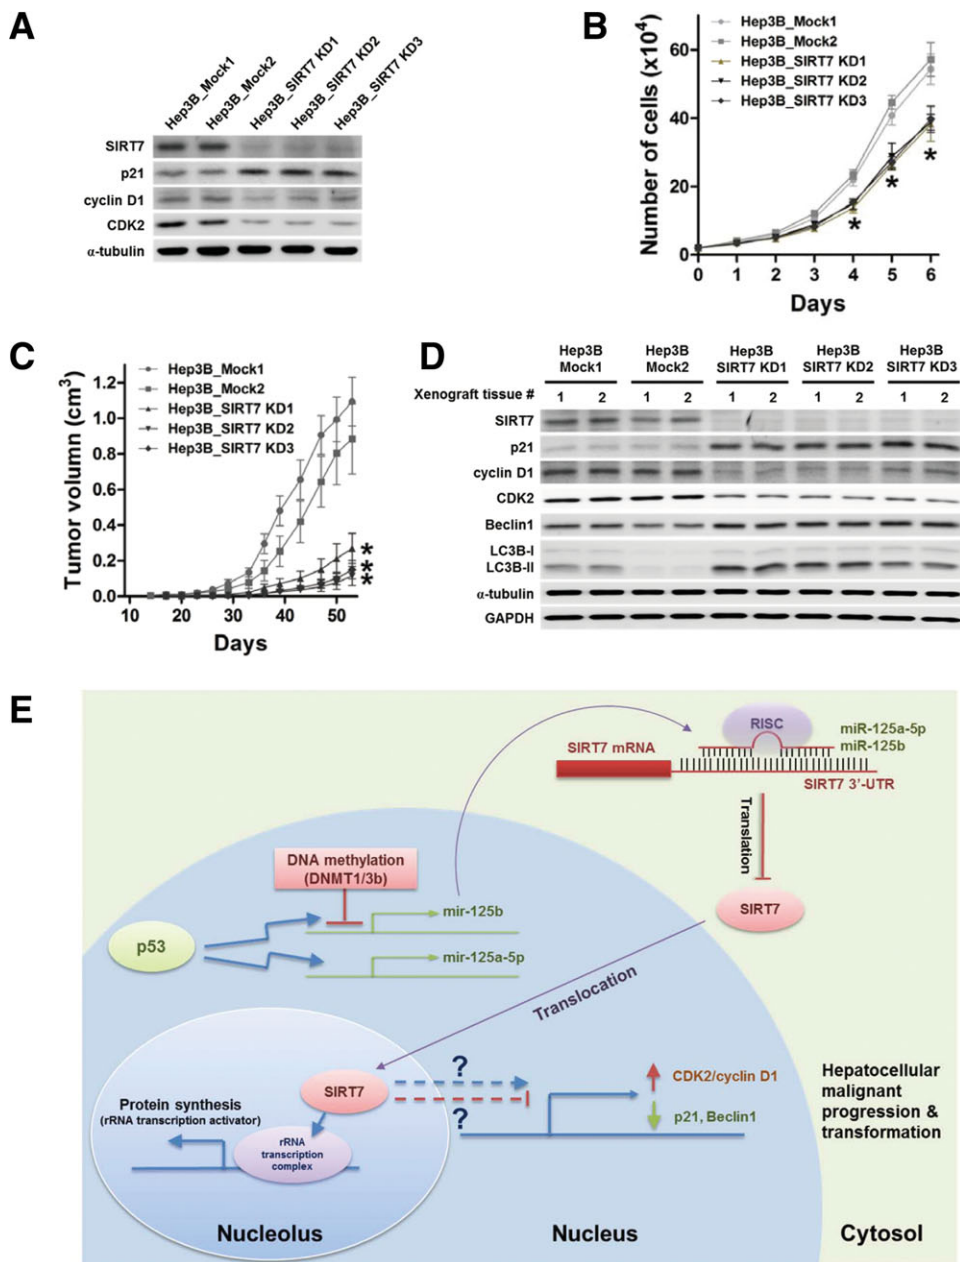 A
Hep3B_Mock1
Hep3B_Mock2
Hep3B_SIRT7 KD1
Hep3B_SIRT7 KD2
Hep3B_SIRT7 KD3
SIRT7
p21
cyclin D1
CDK2
α-tubulin
B
Number of cells (x10⁴)
60
40
20
0
Hep3B_Mock1
Hep3B_Mock2
Hep3B_SIRT7 KD1
Hep3B_SIRT7 KD2
Hep3B_SIRT7 KD3
*
*
*
0 1 2 3 4 5 6
Days
C
Tumor volumn (cm³)
1.2
1.0
0.8
0.6
0.4
0.2
0.0
Hep3B_Mock1
Hep3B_Mock2
Hep3B_SIRT7 KD1
Hep3B_SIRT7 KD2
Hep3B_SIRT7 KD3
*
*
*
10 20 30 40 50
Days
D
Hep3B Hep3B Hep3B Hep3B Hep3B
Mock1 Mock2 SIRT7 KD1 SIRT7 KD2 SIRT7 KD3
Xenograft tissue # 1 2 1 2 1 2 1 2 1 2
SIRT7
p21
cyclin D1
CDK2
Beclin1
LC3B-I
LC3B-II
α-tubulin
GAPDH
E
RISC
miR-125a-5p
miR-125b
SIRT7 mRNA
SIRT7 3'-UTR
Translation
SIRT7
DNA methylation
(DNMT1/3b)
mir-125b
p53
mir-125a-5p
Translocation
SIRT7
?
?
CDK2/cyclin D1
p21, Beclin1
Protein synthesis
(rRNA transcription activator)
rRNA
transcription
complex
Hepatocellular
malignant
progression &
transformation
Nucleolus
Nucleus
Cytosol